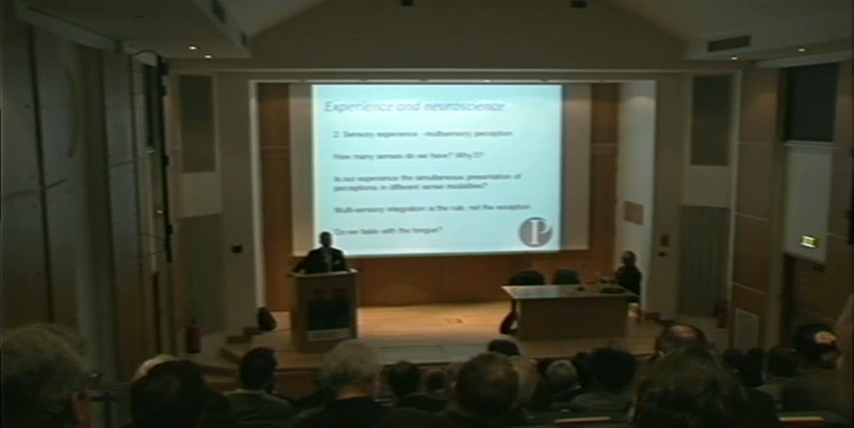 Experience and neuroscience
2: Sensory experience - multisensory perception
How many senses do we have? Why 5?
Is our experience the simultaneous presentation of
perceptions in different sense modalities?
Multi-sensory integration is the rule, not the exception
Do we taste with the tongue?
P